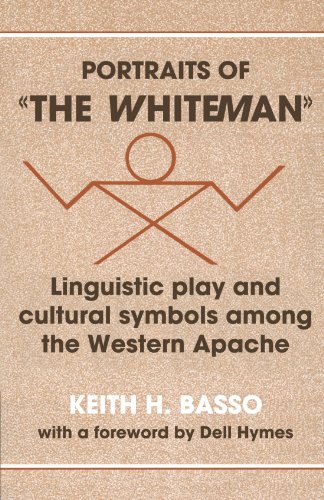 PORTRAITS OF
«THE WHITEMAN»
Linguistic play and
cultural symbols among
the Western Apache
KEITH H. BASSO
with a foreword by Dell Hymes